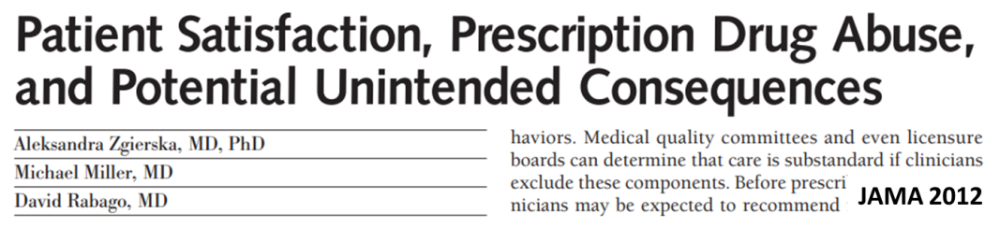 Patient Satisfaction, Prescription Drug Abuse,
and Potential Unintended Consequences
Aleksandra Zgierska, MD, PhD
Michael Miller, MD
David Rabago, MD
haviors. Medical quality committees and even licensure
boards can determine that care is substandard if clinicians
exclude these components. Before prescri
nicians may be expected to recommend
JAMA 2012